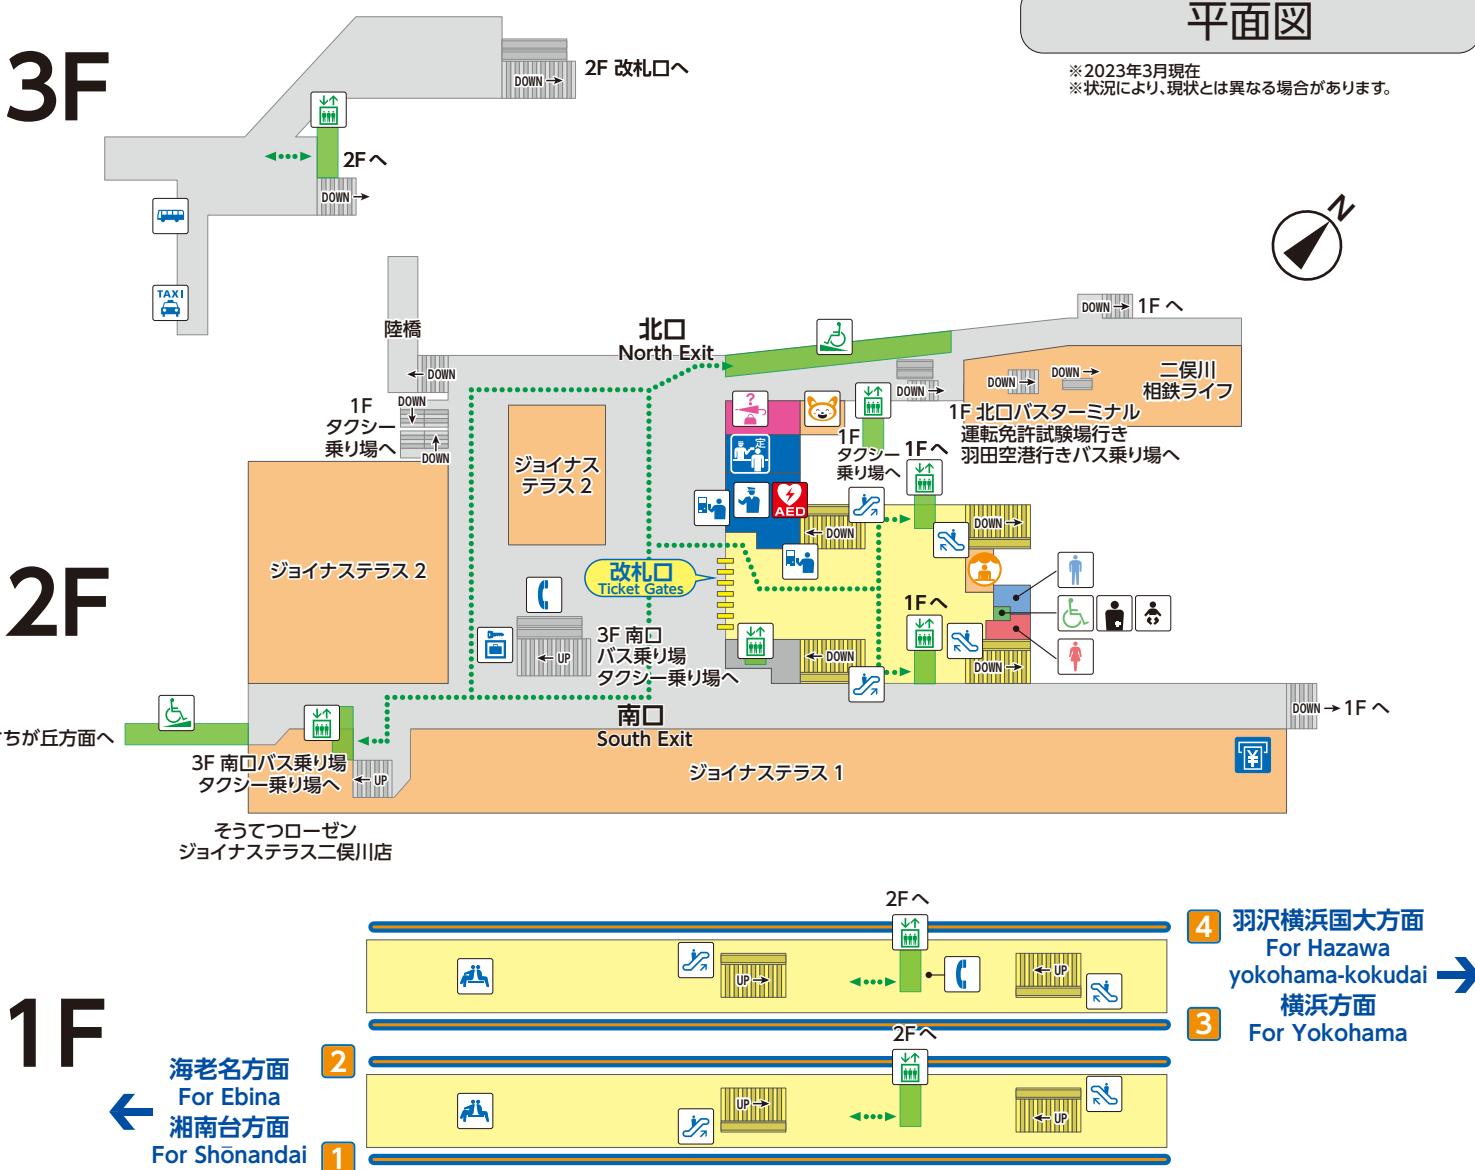 平面図
※2023年3月現在
※状況により、現状とは異なる場合があります。
3F
DOWN
2F 改札口へ
2Fへ
DOWN
TAXI
N
2F
陸橋
DOWN
DOWN
DOWN
1F
タクシー
乗り場へ
北口
North Exit
DOWN
1Fへ
DOWN
DOWN
DOWN
二俣川
相鉄ライフ
1F 北口バスターミナル
運転免許試験場行き
羽田空港行きバス乗り場へ
?
定
AED
1F
タクシー
乗り場へ
1Fへ
DOWN
DOWN
ジョイナス
テラス 2
ジョイナステラス 2
改札口
Ticket Gates
1Fへ
DOWN
DOWN
UP
3F 南口
バス乗り場
タクシー乗り場へ
南口
South Exit
DOWN
1Fへ
ちが丘方面へ
3F 南口バス乗り場
タクシー乗り場へ
UP
ジョイナステラス 1
¥
そうてつローゼン
ジョイナステラス二俣川店
1F
2Fへ
UP
UP
4
羽沢横浜国大方面
For Hazawa
yokohama-kokudai
3
横浜方面
For Yokohama
2Fへ
UP
UP
2
海老名方面
For Ebina
湘南台方面
For Shōnandai
1